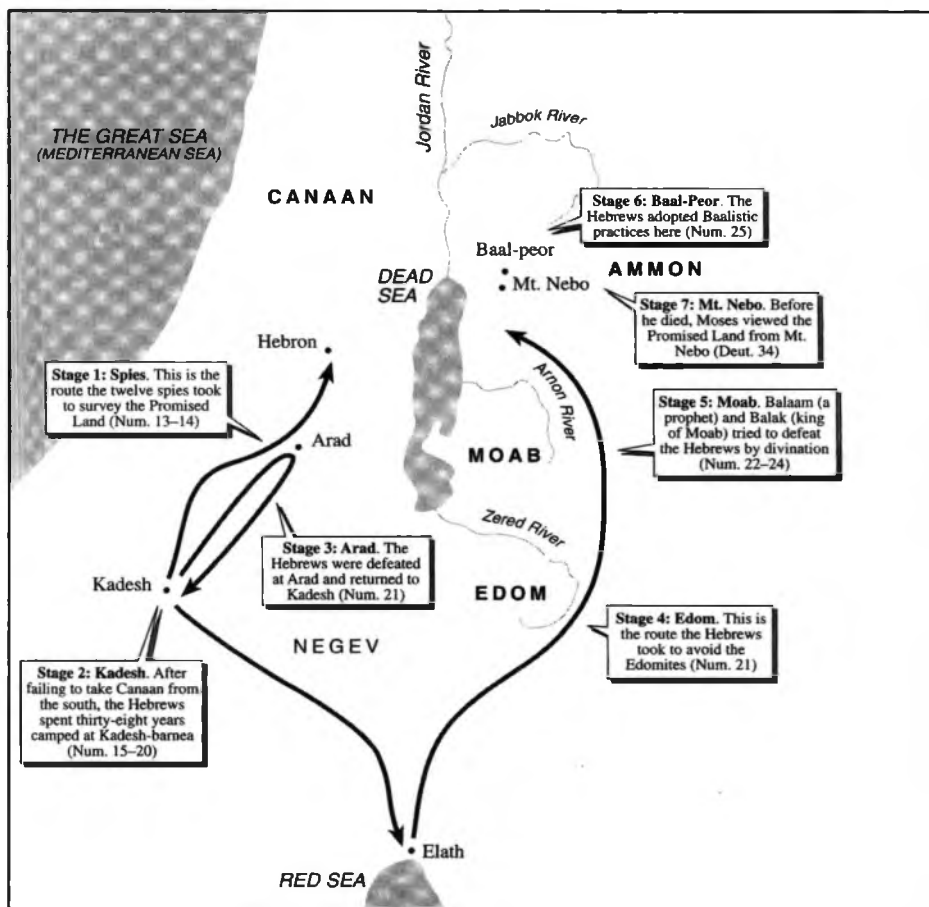 Jordan River
Jabbok River
THE GREAT SEA
(MEDITERRANEAN SEA)
CANAAN
Stage 6: Baal-Peor. The
Hebrews adopted Baalistic
practices here (Num. 25)
Baal-peor
AMMON
DEAD
SEA
Mt. Nebo
Stage 7: Mt. Nebo. Before
he died, Moses viewed the
Promised Land from Mt.
Nebo (Deut. 34)
Hebron
Stage 1: Spies. This is the
route the twelve spies took
to survey the Promised
Land (Num. 13–14)
Arnon River
Stage 5: Moab. Balaam (a
prophet) and Balak (king
of Moab) tried to defeat
the Hebrews by divination
(Num. 22–24)
Arad
MOAB
Zered River
Stage 3: Arad. The
Hebrews were defeated
at Arad and returned to
Kadesh (Num. 21)
Kadesh
EDOM
Stage 4: Edom. This is
the route the Hebrews
took to avoid the
Edomites (Num. 21)
NEGEV
Stage 2: Kadesh. After
failing to take Canaan from
the south, the Hebrews
spent thirty-eight years
camped at Kadesh-barnea
(Num. 15–20)
Elath
RED SEA